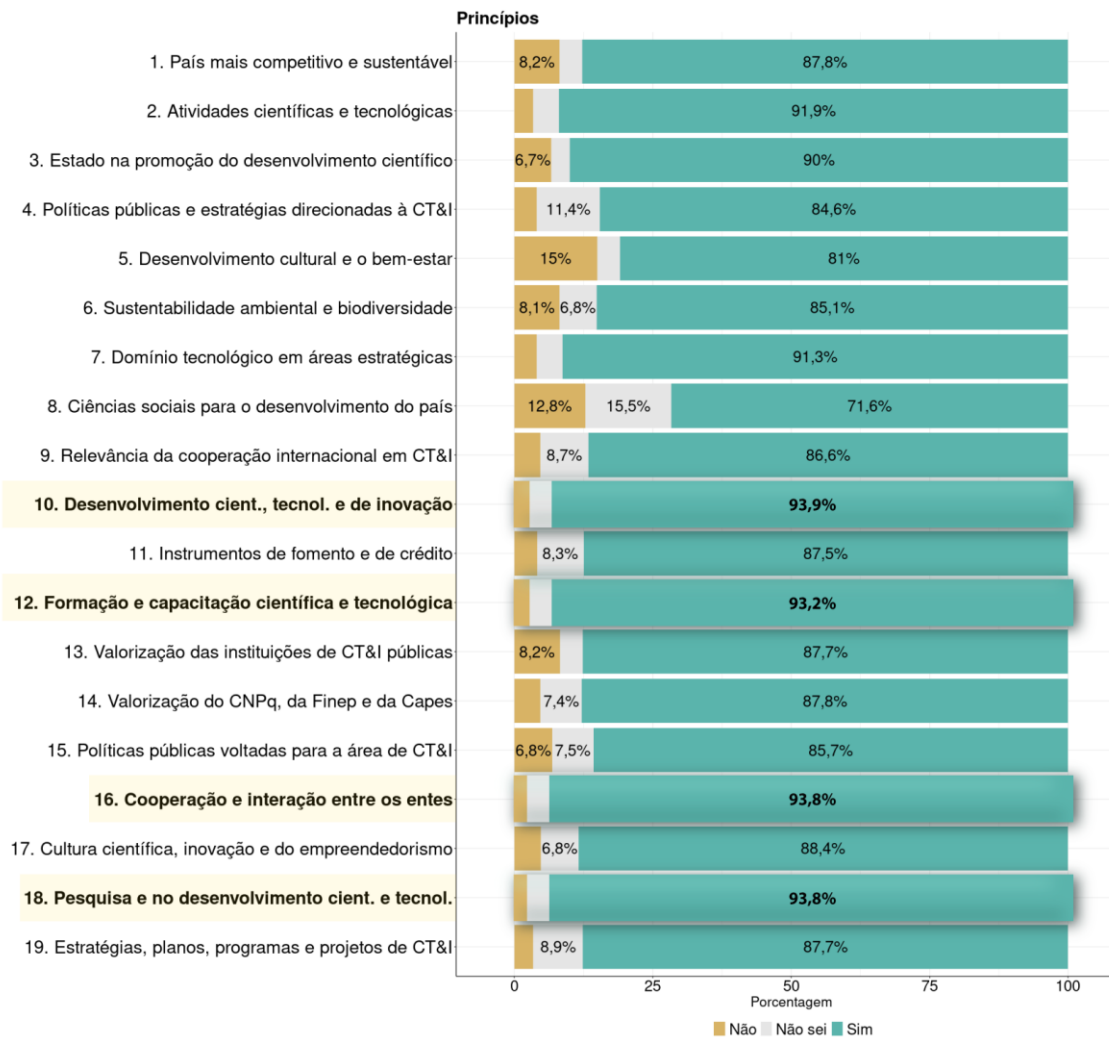 Princípios
1. País mais competitivo e sustentável 8,2% 87,8%
2. Atividades científicas e tecnológicas 91,9%
3. Estado na promoção do desenvolvimento científico 6,7% 90%
4. Políticas públicas e estratégias direcionadas à CT&I 11,4% 84,6%
5. Desenvolvimento cultural e o bem-estar 15% 81%
6. Sustentabilidade ambiental e biodiversidade 8,1% 6,8% 85,1%
7. Domínio tecnológico em áreas estratégicas 91,3%
8. Ciências sociais para o desenvolvimento do país 12,8% 15,5% 71,6%
9. Relevância da cooperação internacional em CT&I 8,7% 86,6%
10. Desenvolvimento cient., tecnol. e de inovação 93,9%
11. Instrumentos de fomento e de crédito 8,3% 87,5%
12. Formação e capacitação científica e tecnológica 93,2%
13. Valorização das instituições de CT&I públicas 8,2% 87,7%
14. Valorização do CNPq, da Finep e da Capes 7,4% 87,8%
15. Políticas públicas voltadas para a área de CT&I 6,8% 7,5% 85,7%
16. Cooperação e interação entre os entes 93,8%
17. Cultura científica, inovação e do empreendedorismo 6,8% 88,4%
18. Pesquisa e no desenvolvimento cient. e tecnol. 93,8%
19. Estratégias, planos, programas e projetos de CT&I 8,9% 87,7%
0 25 50 75 100
Porcentagem
Não Não sei Sim